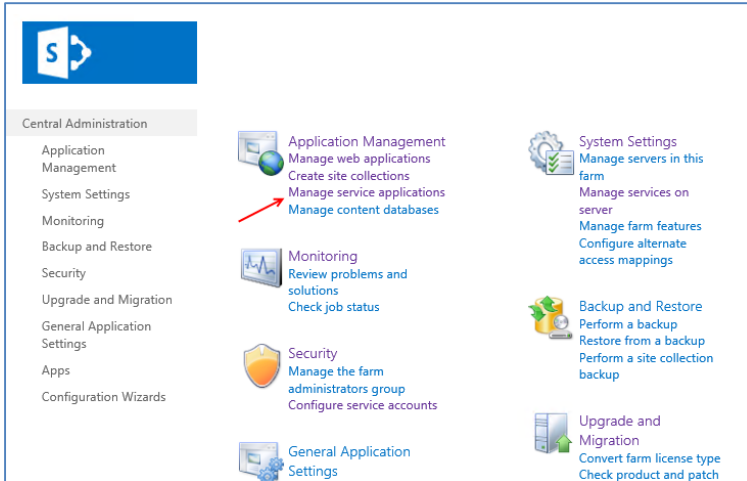 S
Central Administration
Application
Management
System Settings
Monitoring
Backup and Restore
Security
Upgrade and Migration
General Application
Settings
Apps
Configuration Wizards
Application Management
Manage web applications
Create site collections
Manage service applications
Manage content databases
Monitoring
Review problems and
solutions
Check job status
Security
Manage the farm
administrators group
Configure service accounts
General Application
Settings
System Settings
Manage servers in this
farm
Manage services on
server
Manage farm features
Configure alternate
access mappings
Backup and Restore
Perform a backup
Restore from a backup
Perform a site collection
backup
Upgrade and
Migration
Convert farm license type
Check product and patch